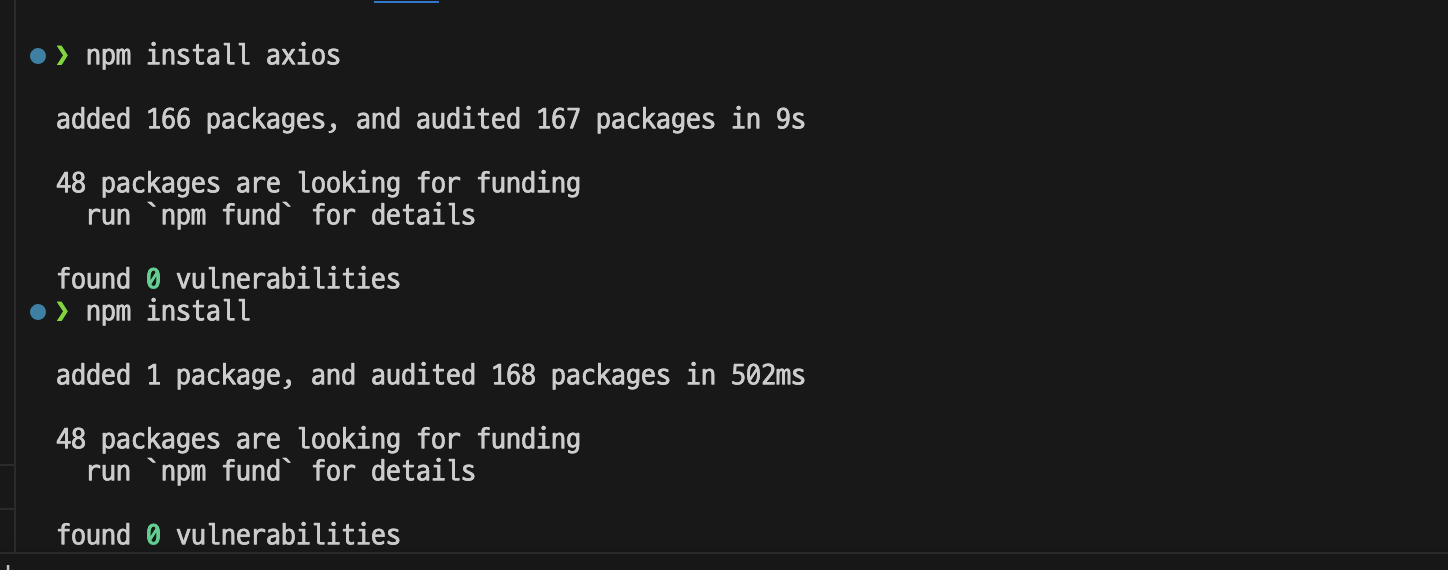 ❯ npm install axios
added 166 packages, and audited 167 packages in 9s
48 packages are looking for funding
  run `npm fund` for details
found 0 vulnerabilities
❯ npm install
added 1 package, and audited 168 packages in 502ms
48 packages are looking for funding
  run `npm fund` for details
found 0 vulnerabilities